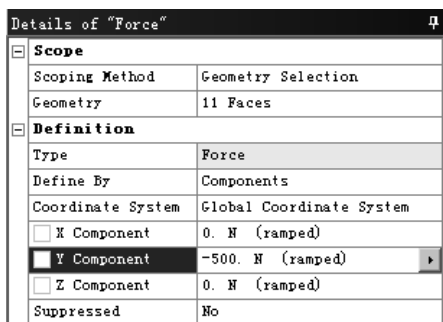 Details of "Force"
Scope
Scoping Method Geometry Selection
Geometry 11 Faces
Definition
Type Force
Define By Components
Coordinate System Global Coordinate System
X Component 0. N (ramped)
Y Component -500. N (ramped)
Z Component 0. N (ramped)
Suppressed No